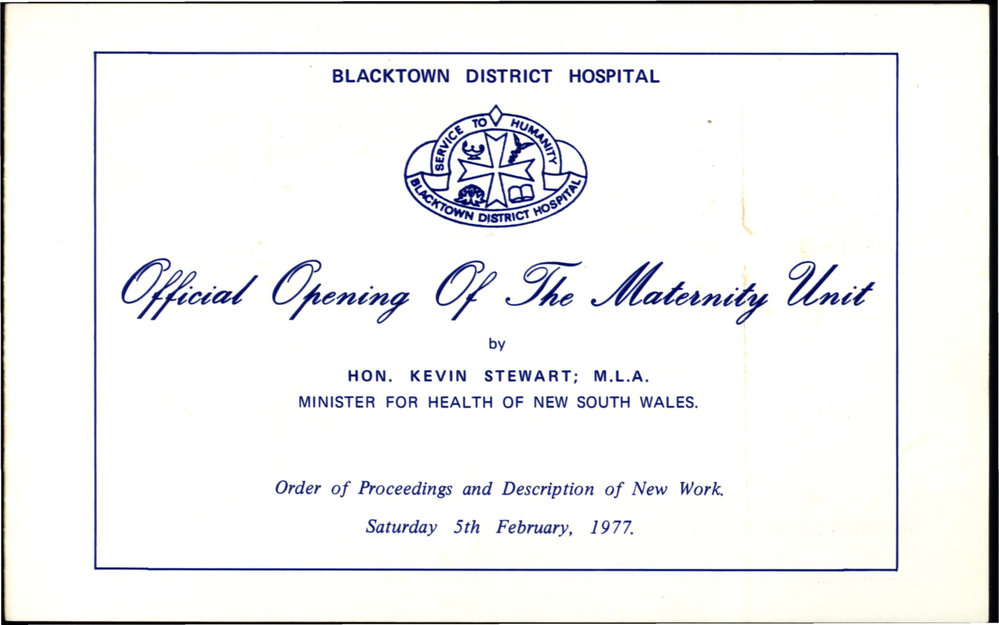 BLACKTOWN DISTRICT HOSPITAL
SERVICE TO HUMANITY
BLACKTOWN DISTRICT HOSPITAL
Official Opening Of The Maternity Unit
by
HON. KEVIN STEWART; M.L.A.
MINISTER FOR HEALTH OF NEW SOUTH WALES.
Order of Proceedings and Description of New Work.
Saturday 5th February, 1977.